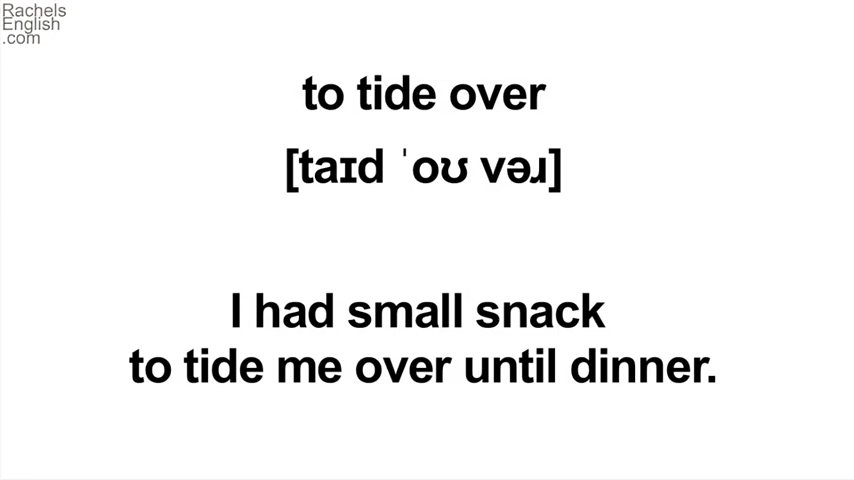 Rachels
English
.com
to tide over
[taɪd ˈoʊ vəɹ]
I had small snack
to tide me over until dinner.